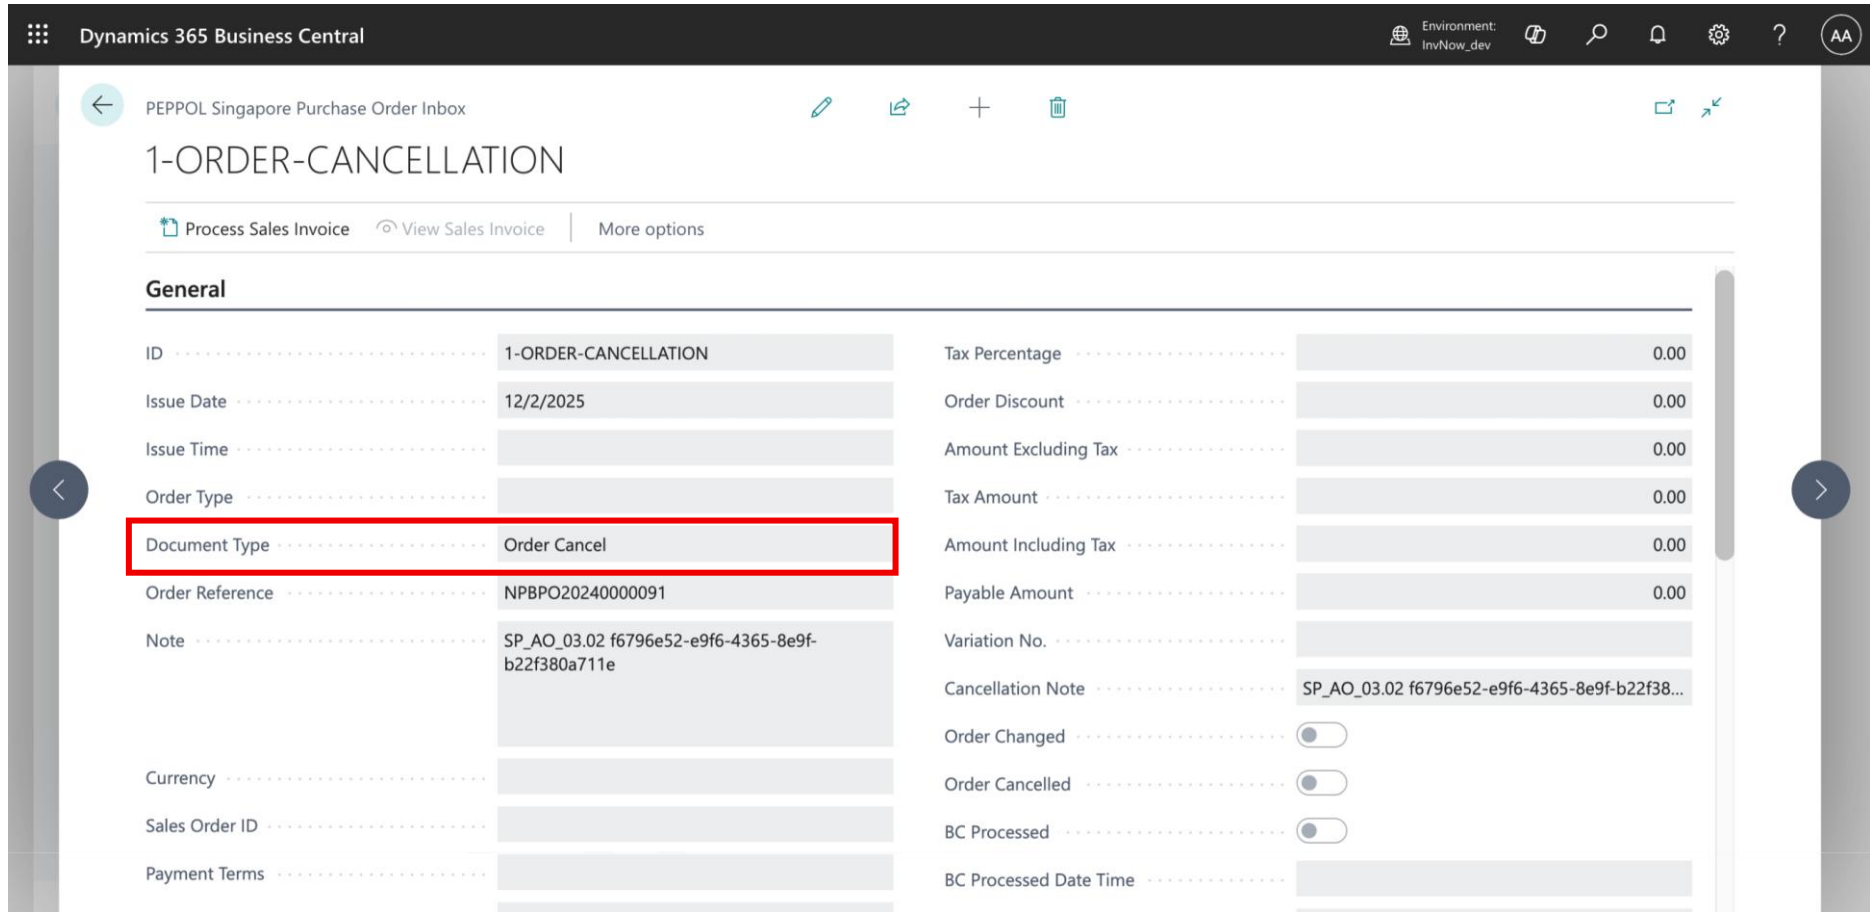 Dynamics 365 Business Central
Environment:
InvNow_dev
?
AA
PEPPOL Singapore Purchase Order Inbox
1-ORDER-CANCELLATION
Process Sales Invoice
View Sales Invoice
More options
General
ID 1-ORDER-CANCELLATION
Issue Date 12/2/2025
Issue Time
Order Type
Document Type Order Cancel
Order Reference NPBPO20240000091
Note SP_AO_03.02 f6796e52-e9f6-4365-8e9f-
b22f380a711e
Currency
Sales Order ID
Payment Terms
Tax Percentage 0.00
Order Discount 0.00
Amount Excluding Tax 0.00
Tax Amount 0.00
Amount Including Tax 0.00
Payable Amount 0.00
Variation No.
Cancellation Note SP_AO_03.02 f6796e52-e9f6-4365-8e9f-b22f38...
Order Changed
Order Cancelled
BC Processed
BC Processed Date Time